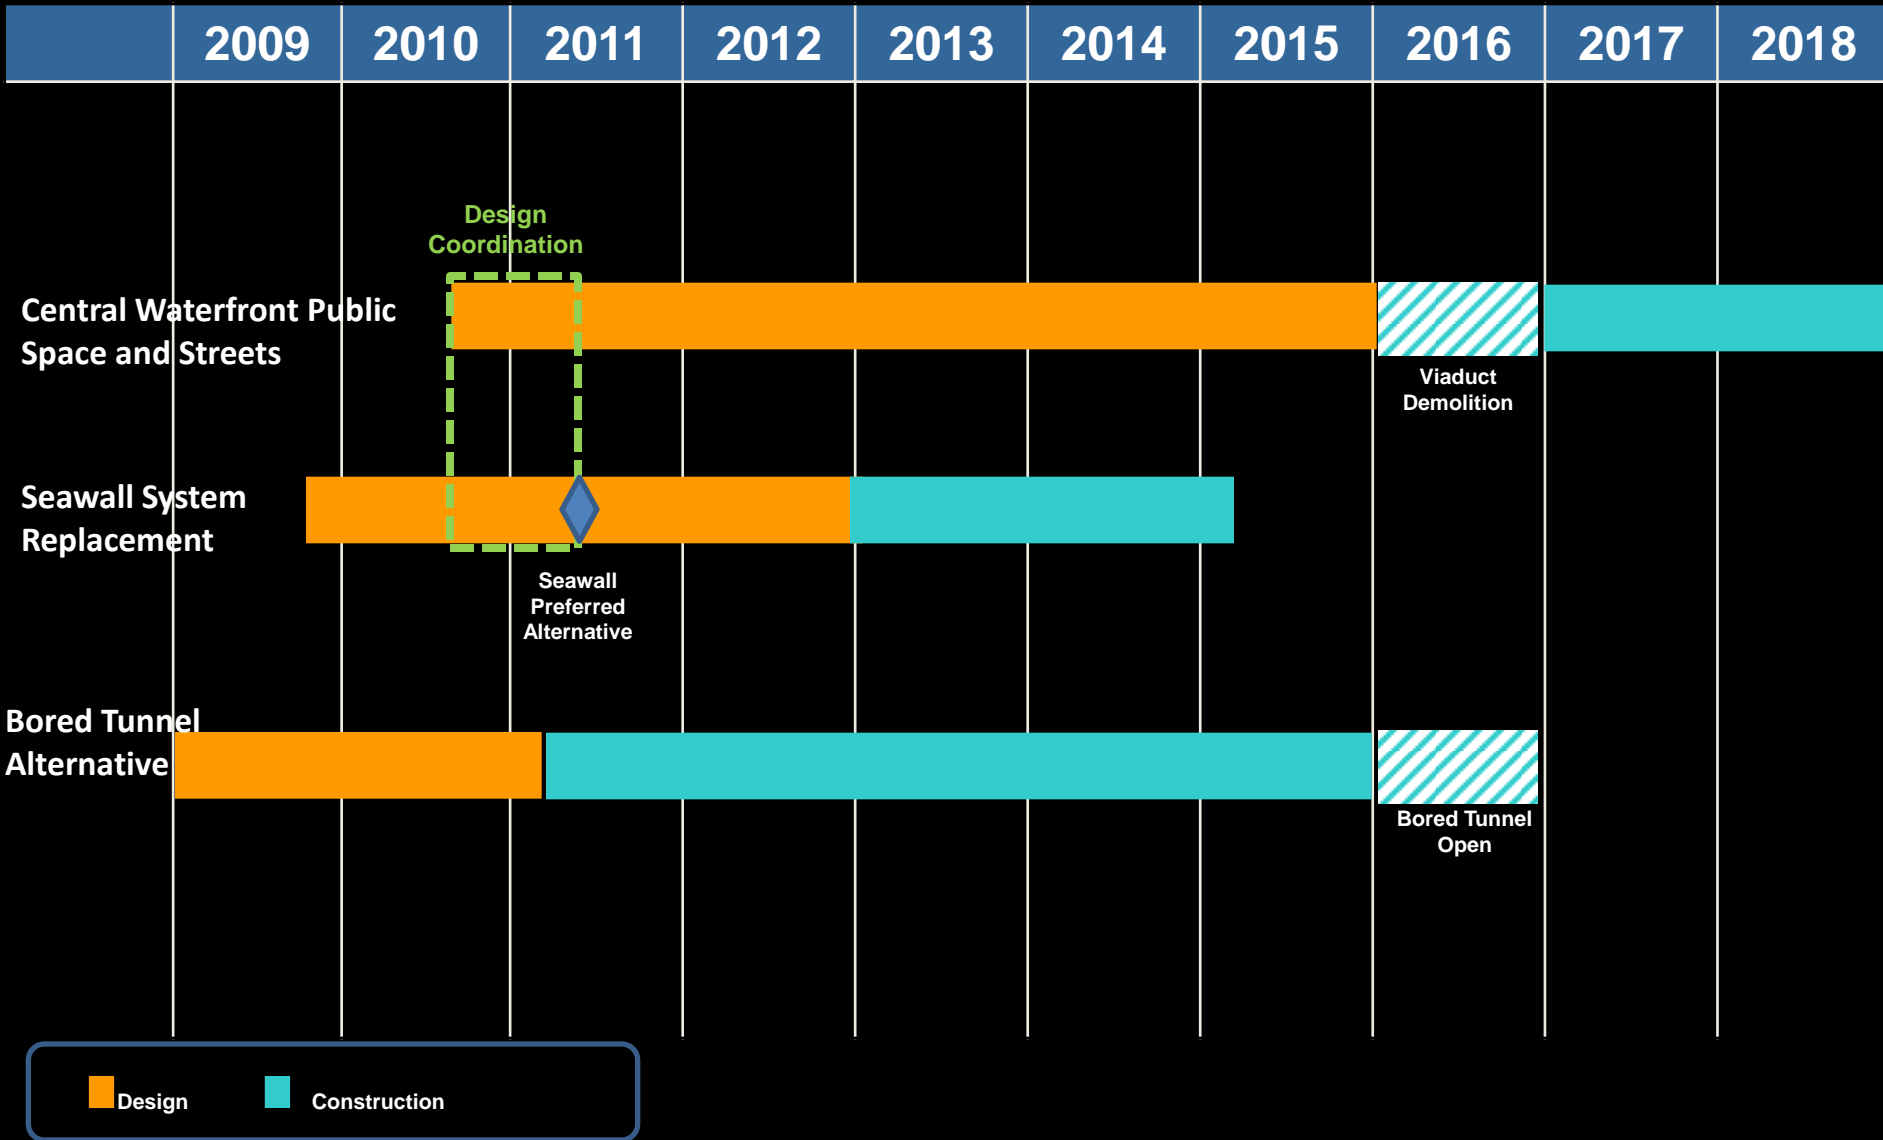 2009 2010 2011 2012 2013 2014 2015 2016 2017 2018
Design
Coordination
Central Waterfront Public
Space and Streets
Viaduct
Demolition
Seawall System
Replacement
Seawall
Preferred
Alternative
Bored Tunnel
Alternative
Bored Tunnel
Open
Design
Construction